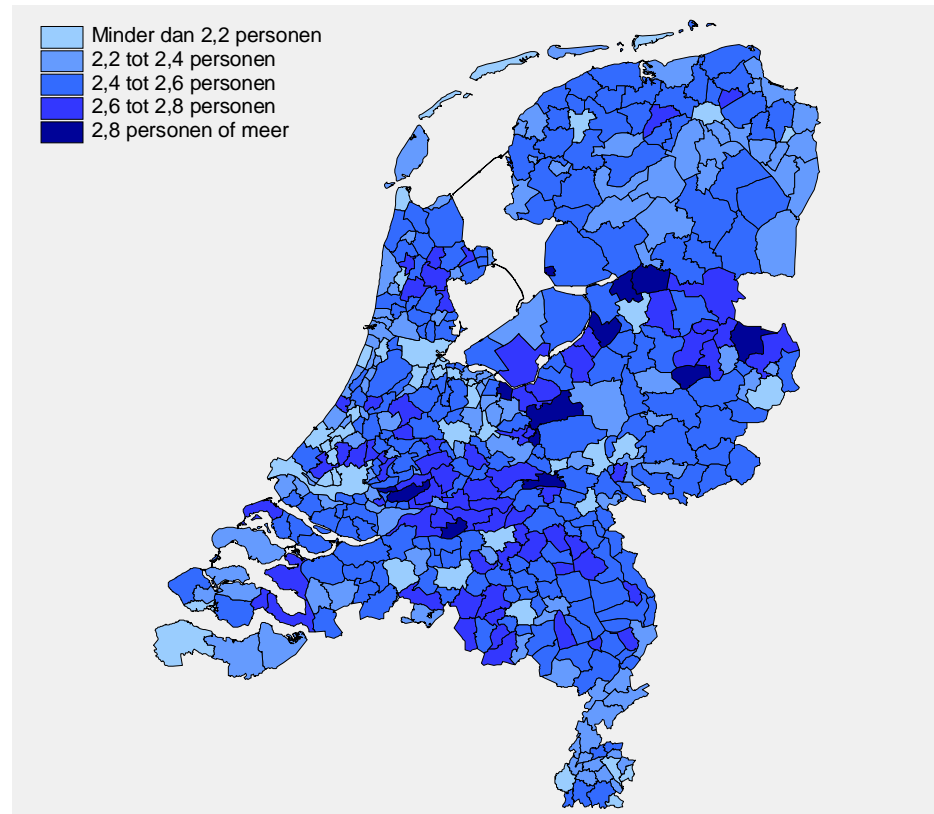 Minder dan 2,2 personen
2,2 tot 2,4 personen
2,4 tot 2,6 personen
2,6 tot 2,8 personen
2,8 personen of meer